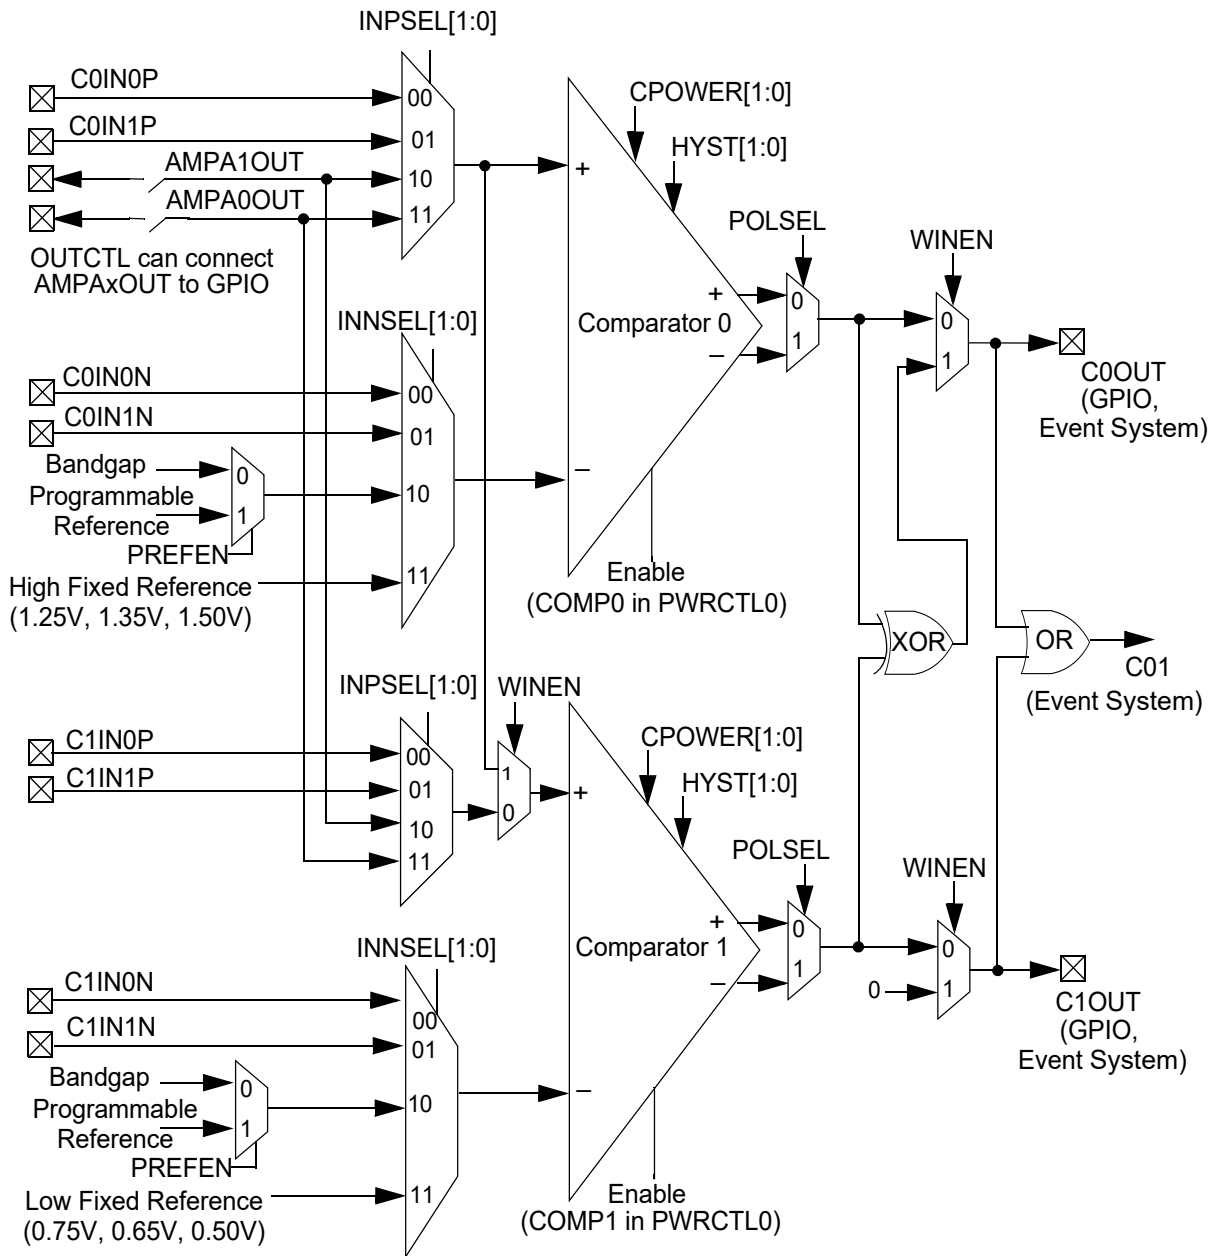 INPSEL[1:0]
C0IN0P
00
CPOWER[1:0]
C0IN1P
01
HYST[1:0]
AMPA1OUT
10
+
AMPA0OUT
11
POLSEL
WINEN
OUTCTL can connect
AMPAxOUT to GPIO
+
0
INNSEL[1:0]
Comparator 0
0
–
1
1
C0IN0N
00
C0OUT
(GPIO,
Event System)
C0IN1N
01
Bandgap
0
–
Programmable
Reference
10
1
PREFEN
High Fixed Reference
(1.25V, 1.35V, 1.50V)
11
Enable
(COMP0 in PWRCTL0)
XOR
OR
C01
(Event System)
INPSEL[1:0]
WINEN
C1IN0P
00
CPOWER[1:0]
1
C1IN1P
01
+
HYST[1:0]
0
10
11
POLSEL
WINEN
+
0
INNSEL[1:0]
Comparator 1
0
–
1
0
1
C1IN0N
00
C1OUT
(GPIO,
Event System)
C1IN1N
01
Bandgap
0
–
Programmable
Reference
10
1
PREFEN
Low Fixed Reference
(0.75V, 0.65V, 0.50V)
11
Enable
(COMP1 in PWRCTL0)